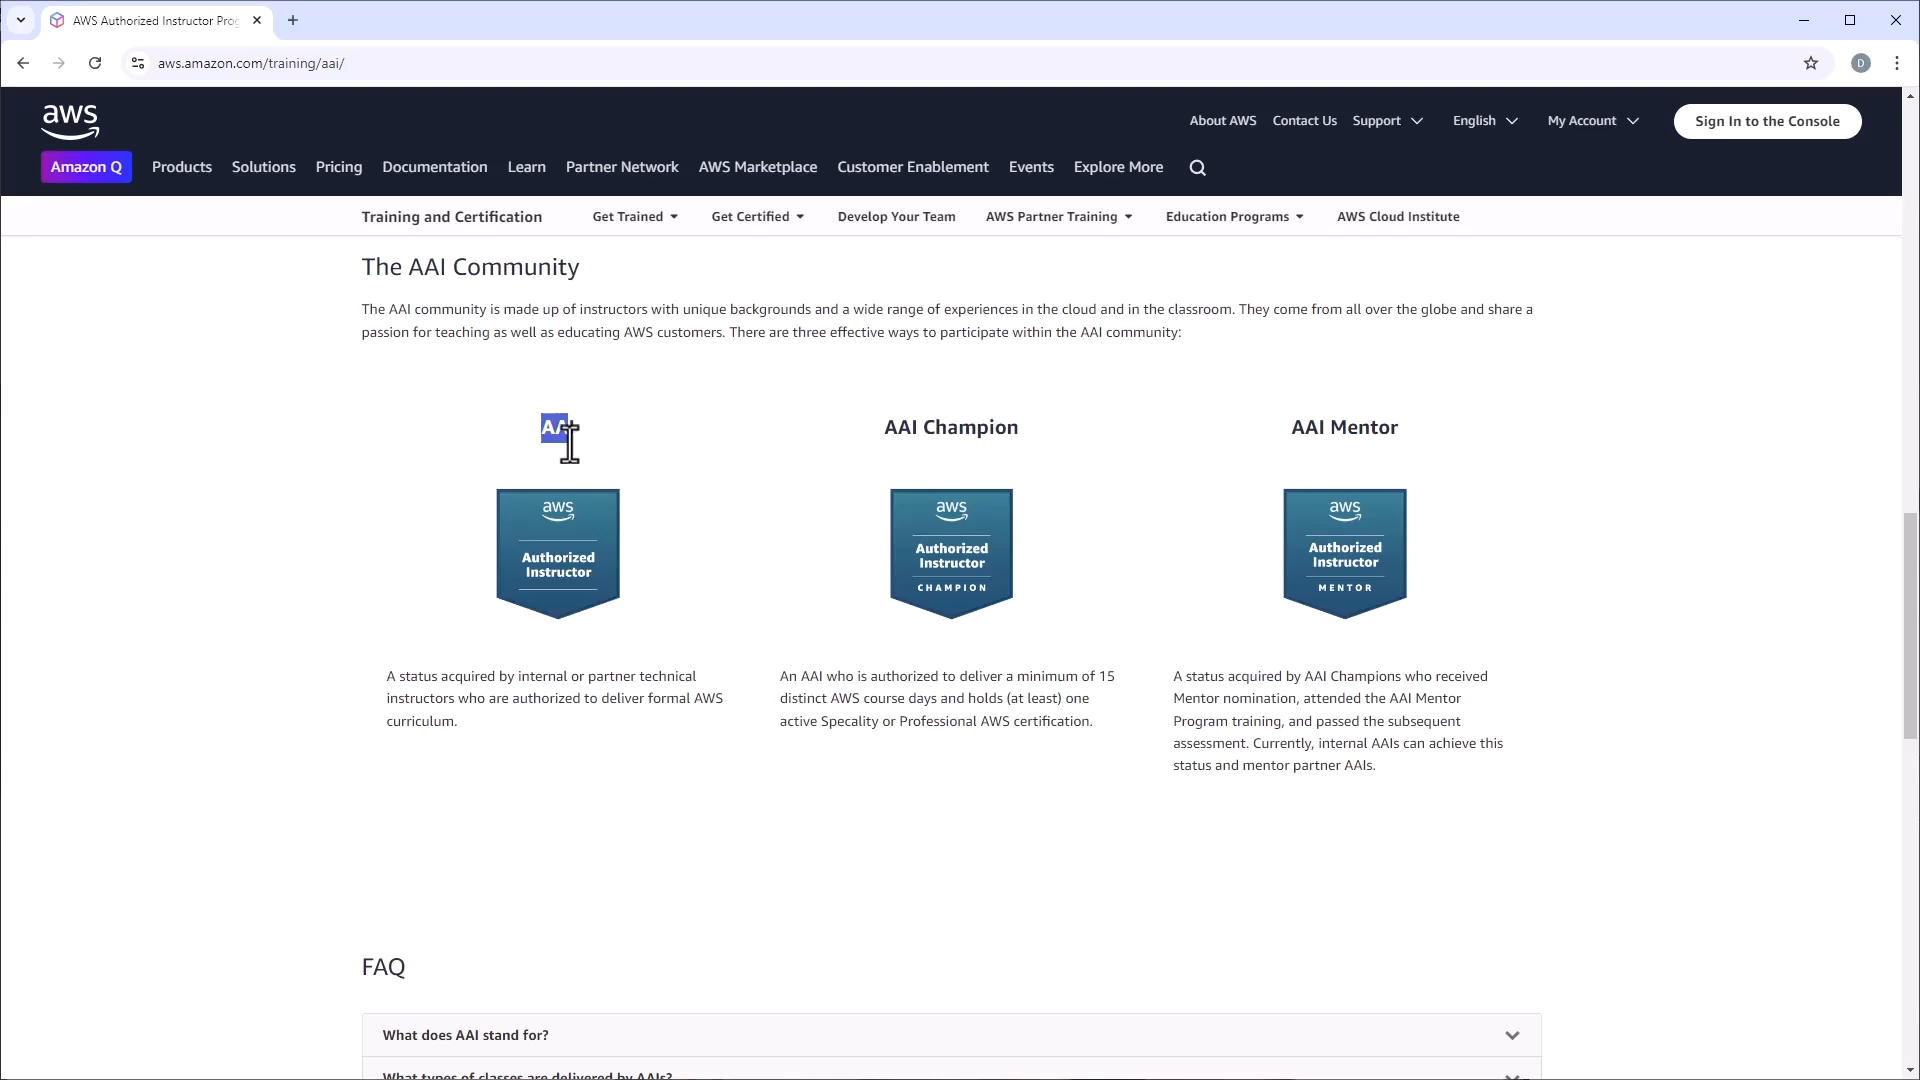 AWS Authorized Instructor Prog
aws.amazon.com/training/aai/
D
aws
About AWS Contact Us Support English My Account Sign In to the Console
Amazon Q Products Solutions Pricing Documentation Learn Partner Network AWS Marketplace Customer Enablement Events Explore More
Training and Certification Get Trained Get Certified Develop Your Team AWS Partner Training Education Programs AWS Cloud Institute
The AAI Community
The AAI community is made up of instructors with unique backgrounds and a wide range of experiences in the cloud and in the classroom. They come from all over the globe and share a
passion for teaching as well as educating AWS customers. There are three effective ways to participate within the AAI community:
AAI
aws
Authorized
Instructor
A status acquired by internal or partner technical
instructors who are authorized to deliver formal AWS
curriculum.
AAI Champion
aws
Authorized
Instructor
CHAMPION
An AAI who is authorized to deliver a minimum of 15
distinct AWS course days and holds (at least) one
active Specality or Professional AWS certification.
AAI Mentor
aws
Authorized
Instructor
MENTOR
A status acquired by AAI Champions who received
Mentor nomination, attended the AAI Mentor
Program training, and passed the subsequent
assessment. Currently, internal AAIs can achieve this
status and mentor partner AAIs.
FAQ
What does AAI stand for?
What types of classes are delivered by AAIs?